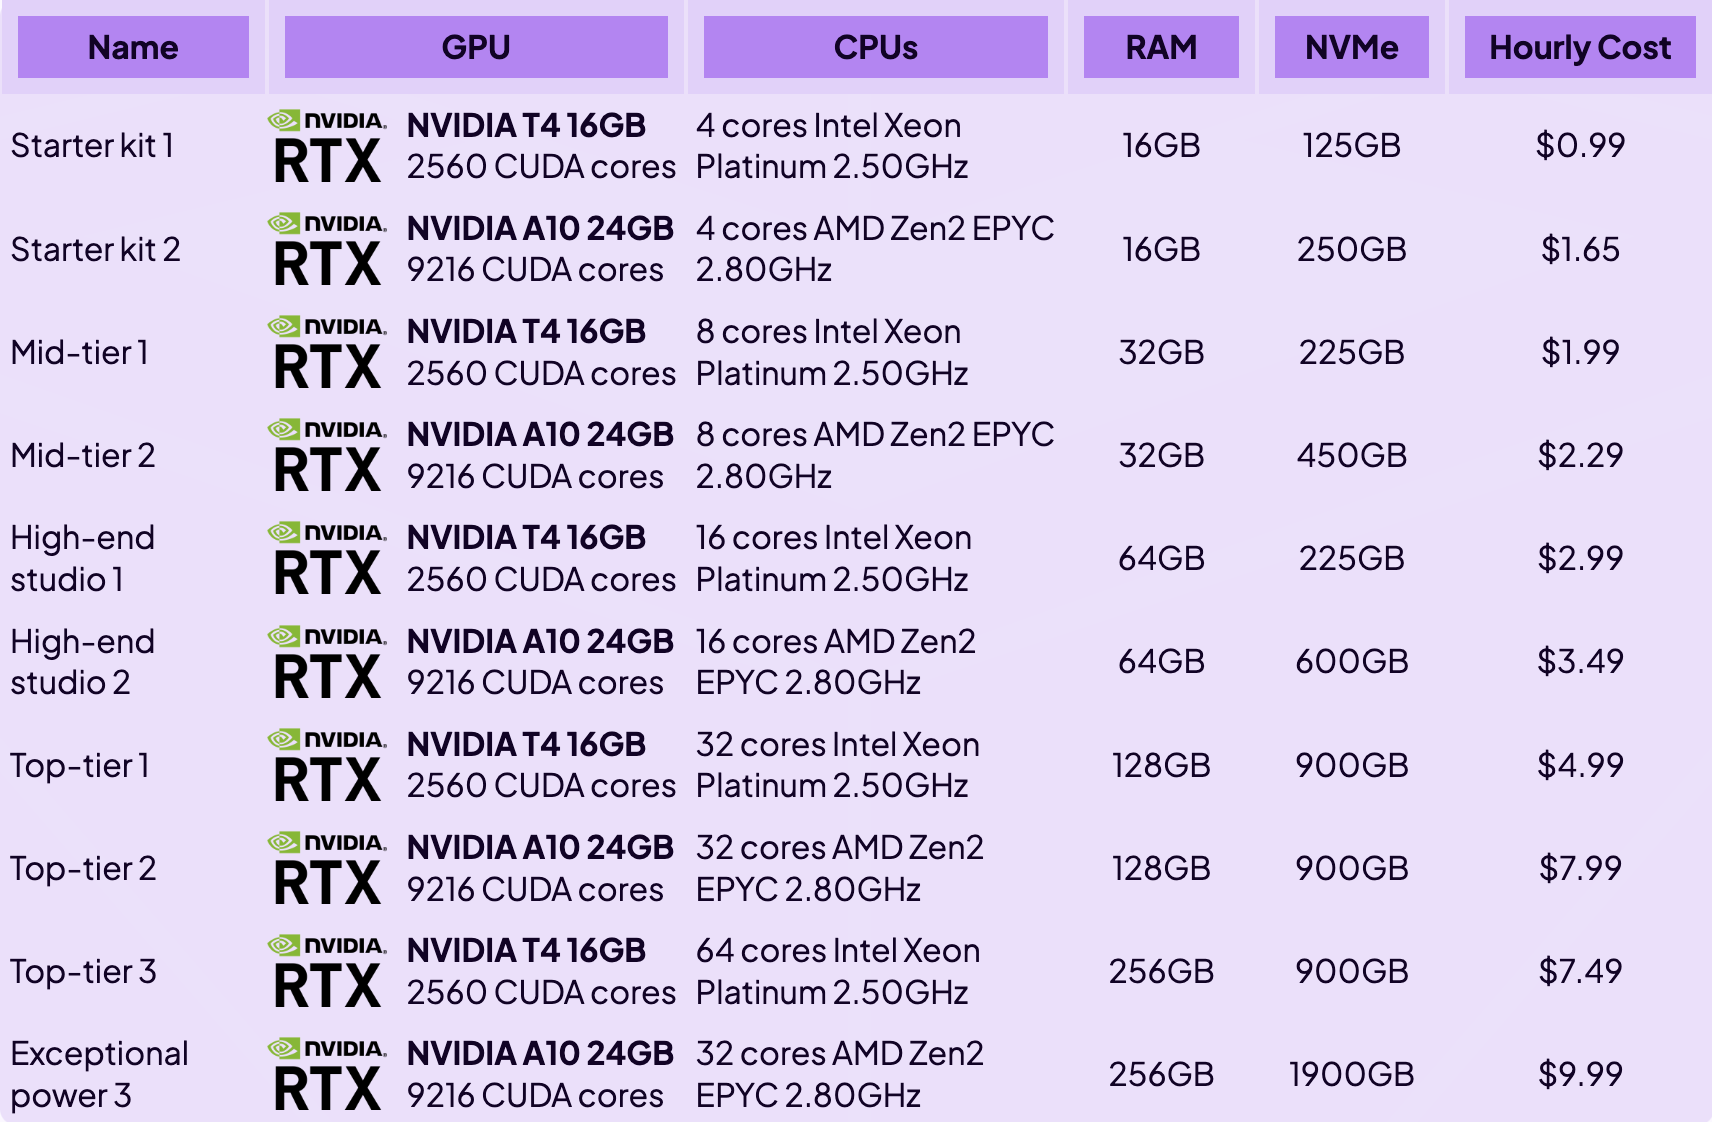 Name GPU CPUs RAM NVMe Hourly Cost
Starter kit 1 NVIDIA. RTX NVIDIA T4 16GB 4 cores Intel Xeon 16GB 125GB $0.99
2560 CUDA cores Platinum 2.50GHz
Starter kit 2 NVIDIA. RTX NVIDIA A10 24GB 4 cores AMD Zen2 EPYC 16GB 250GB $1.65
9216 CUDA cores 2.80GHz
Mid-tier 1 NVIDIA. RTX NVIDIA T4 16GB 8 cores Intel Xeon 32GB 225GB $1.99
2560 CUDA cores Platinum 2.50GHz
Mid-tier 2 NVIDIA. RTX NVIDIA A10 24GB 8 cores AMD Zen2 EPYC 32GB 450GB $2.29
9216 CUDA cores 2.80GHz
High-end NVIDIA. RTX NVIDIA T4 16GB 16 cores Intel Xeon 64GB 225GB $2.99
studio 1 2560 CUDA cores Platinum 2.50GHz
High-end NVIDIA. RTX NVIDIA A10 24GB 16 cores AMD Zen2 64GB 600GB $3.49
studio 2 9216 CUDA cores EPYC 2.80GHz
Top-tier 1 NVIDIA. RTX NVIDIA T4 16GB 32 cores Intel Xeon 128GB 900GB $4.99
2560 CUDA cores Platinum 2.50GHz
Top-tier 2 NVIDIA. RTX NVIDIA A10 24GB 32 cores AMD Zen2 128GB 900GB $7.99
9216 CUDA cores EPYC 2.80GHz
Top-tier 3 NVIDIA. RTX NVIDIA T4 16GB 64 cores Intel Xeon 256GB 900GB $7.49
2560 CUDA cores Platinum 2.50GHz
Exceptional NVIDIA. RTX NVIDIA A10 24GB 32 cores AMD Zen2 256GB 1900GB $9.99
power 3 9216 CUDA cores EPYC 2.80GHz